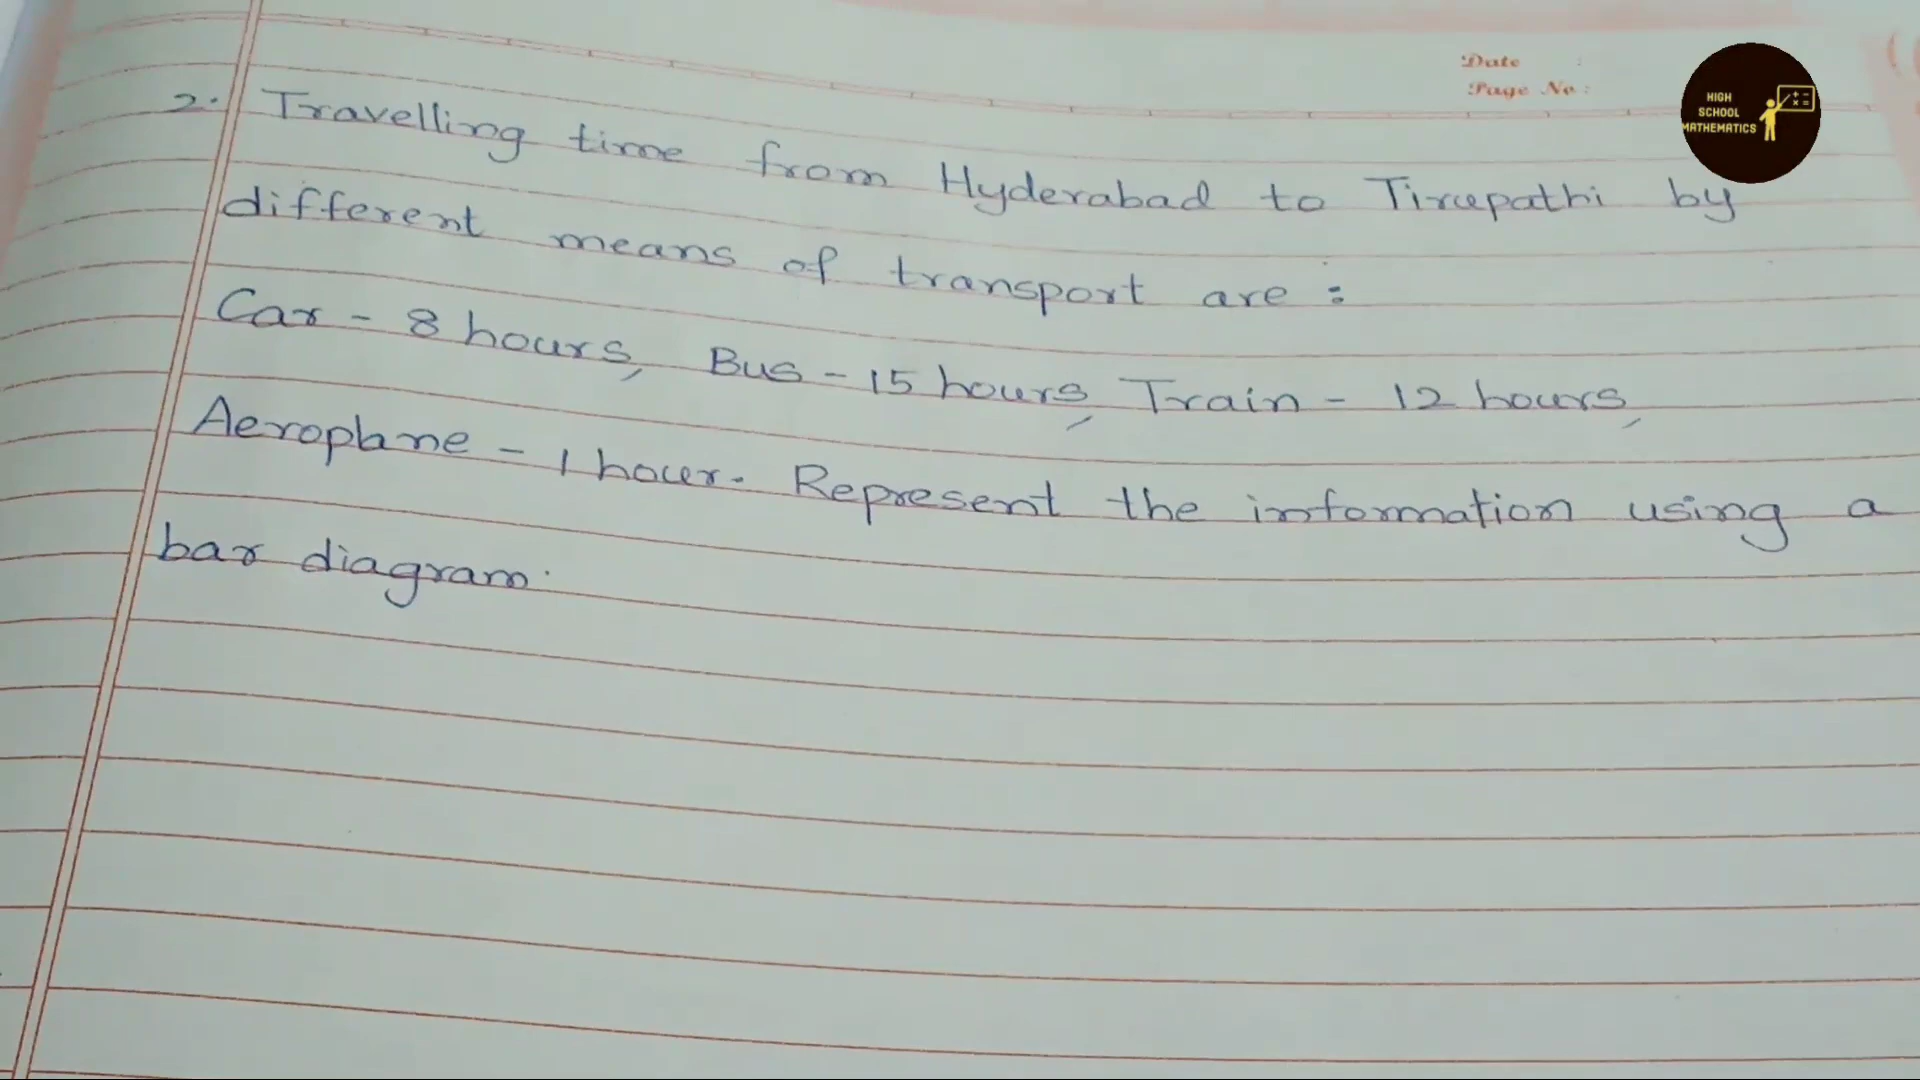 Date :
Page No :
HIGH
SCHOOL
MATHEMATICS
2. Travelling time from Hyderabad to Tirupathi by
different means of transport are :
Car - 8 hours, Bus - 15 hours, Train - 12 hours,
Aeroplane - 1 hour. Represent the information using a
bar diagram.